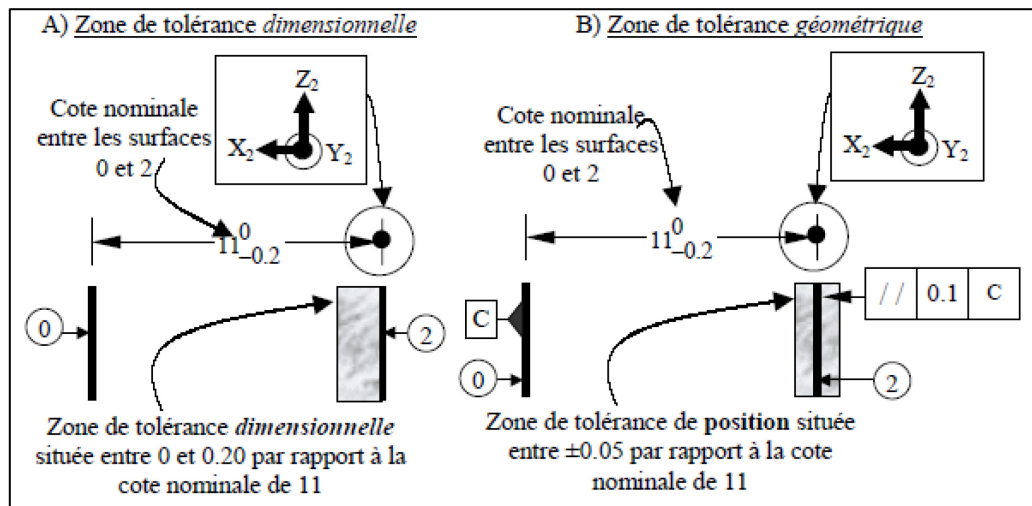 A) Zone de tolérance dimensionnelle
Z2
Cote nominale
entre les surfaces
0 et 2
X2
Y2
11 0 –0.2
0
2
Zone de tolérance dimensionnelle
située entre 0 et 0.20 par rapport à la
cote nominale de 11
B) Zone de tolérance géométrique
Z2
Cote nominale
entre les surfaces
0 et 2
X2
Y2
11 0 –0.2
C
// 0.1 C
0
2
Zone de tolérance de position située
entre ±0.05 par rapport à la cote
nominale de 11